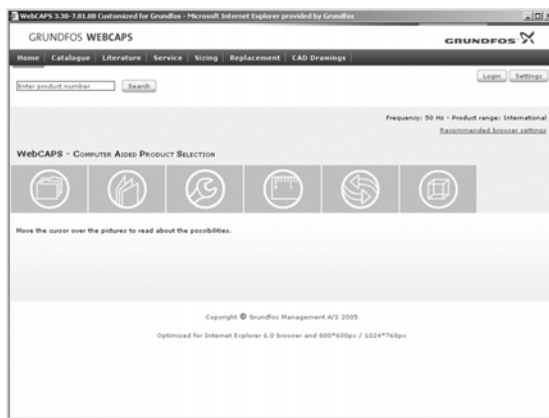 WebCAPS 3.30-7.01.00 Customized for Grundfos - Microsoft Internet Explorer provided by Grundfos
GRUNDFOS WEBCAPS
GRUNDFOS
Home Catalogue Literature Service Sizing Replacement CAD Drawings
Login Settings
Enter product number Search
Frequency: 50 Hz - Product range: International
Recommended browser settings
WebCAPS - Computer Aided Product Selection
Move the cursor over the pictures to read about the possibilities.
Copyright © Grundfos Management A/S 2005
Optimized for Internet Explorer 6.0 browser and 800*600px / 1024*768px